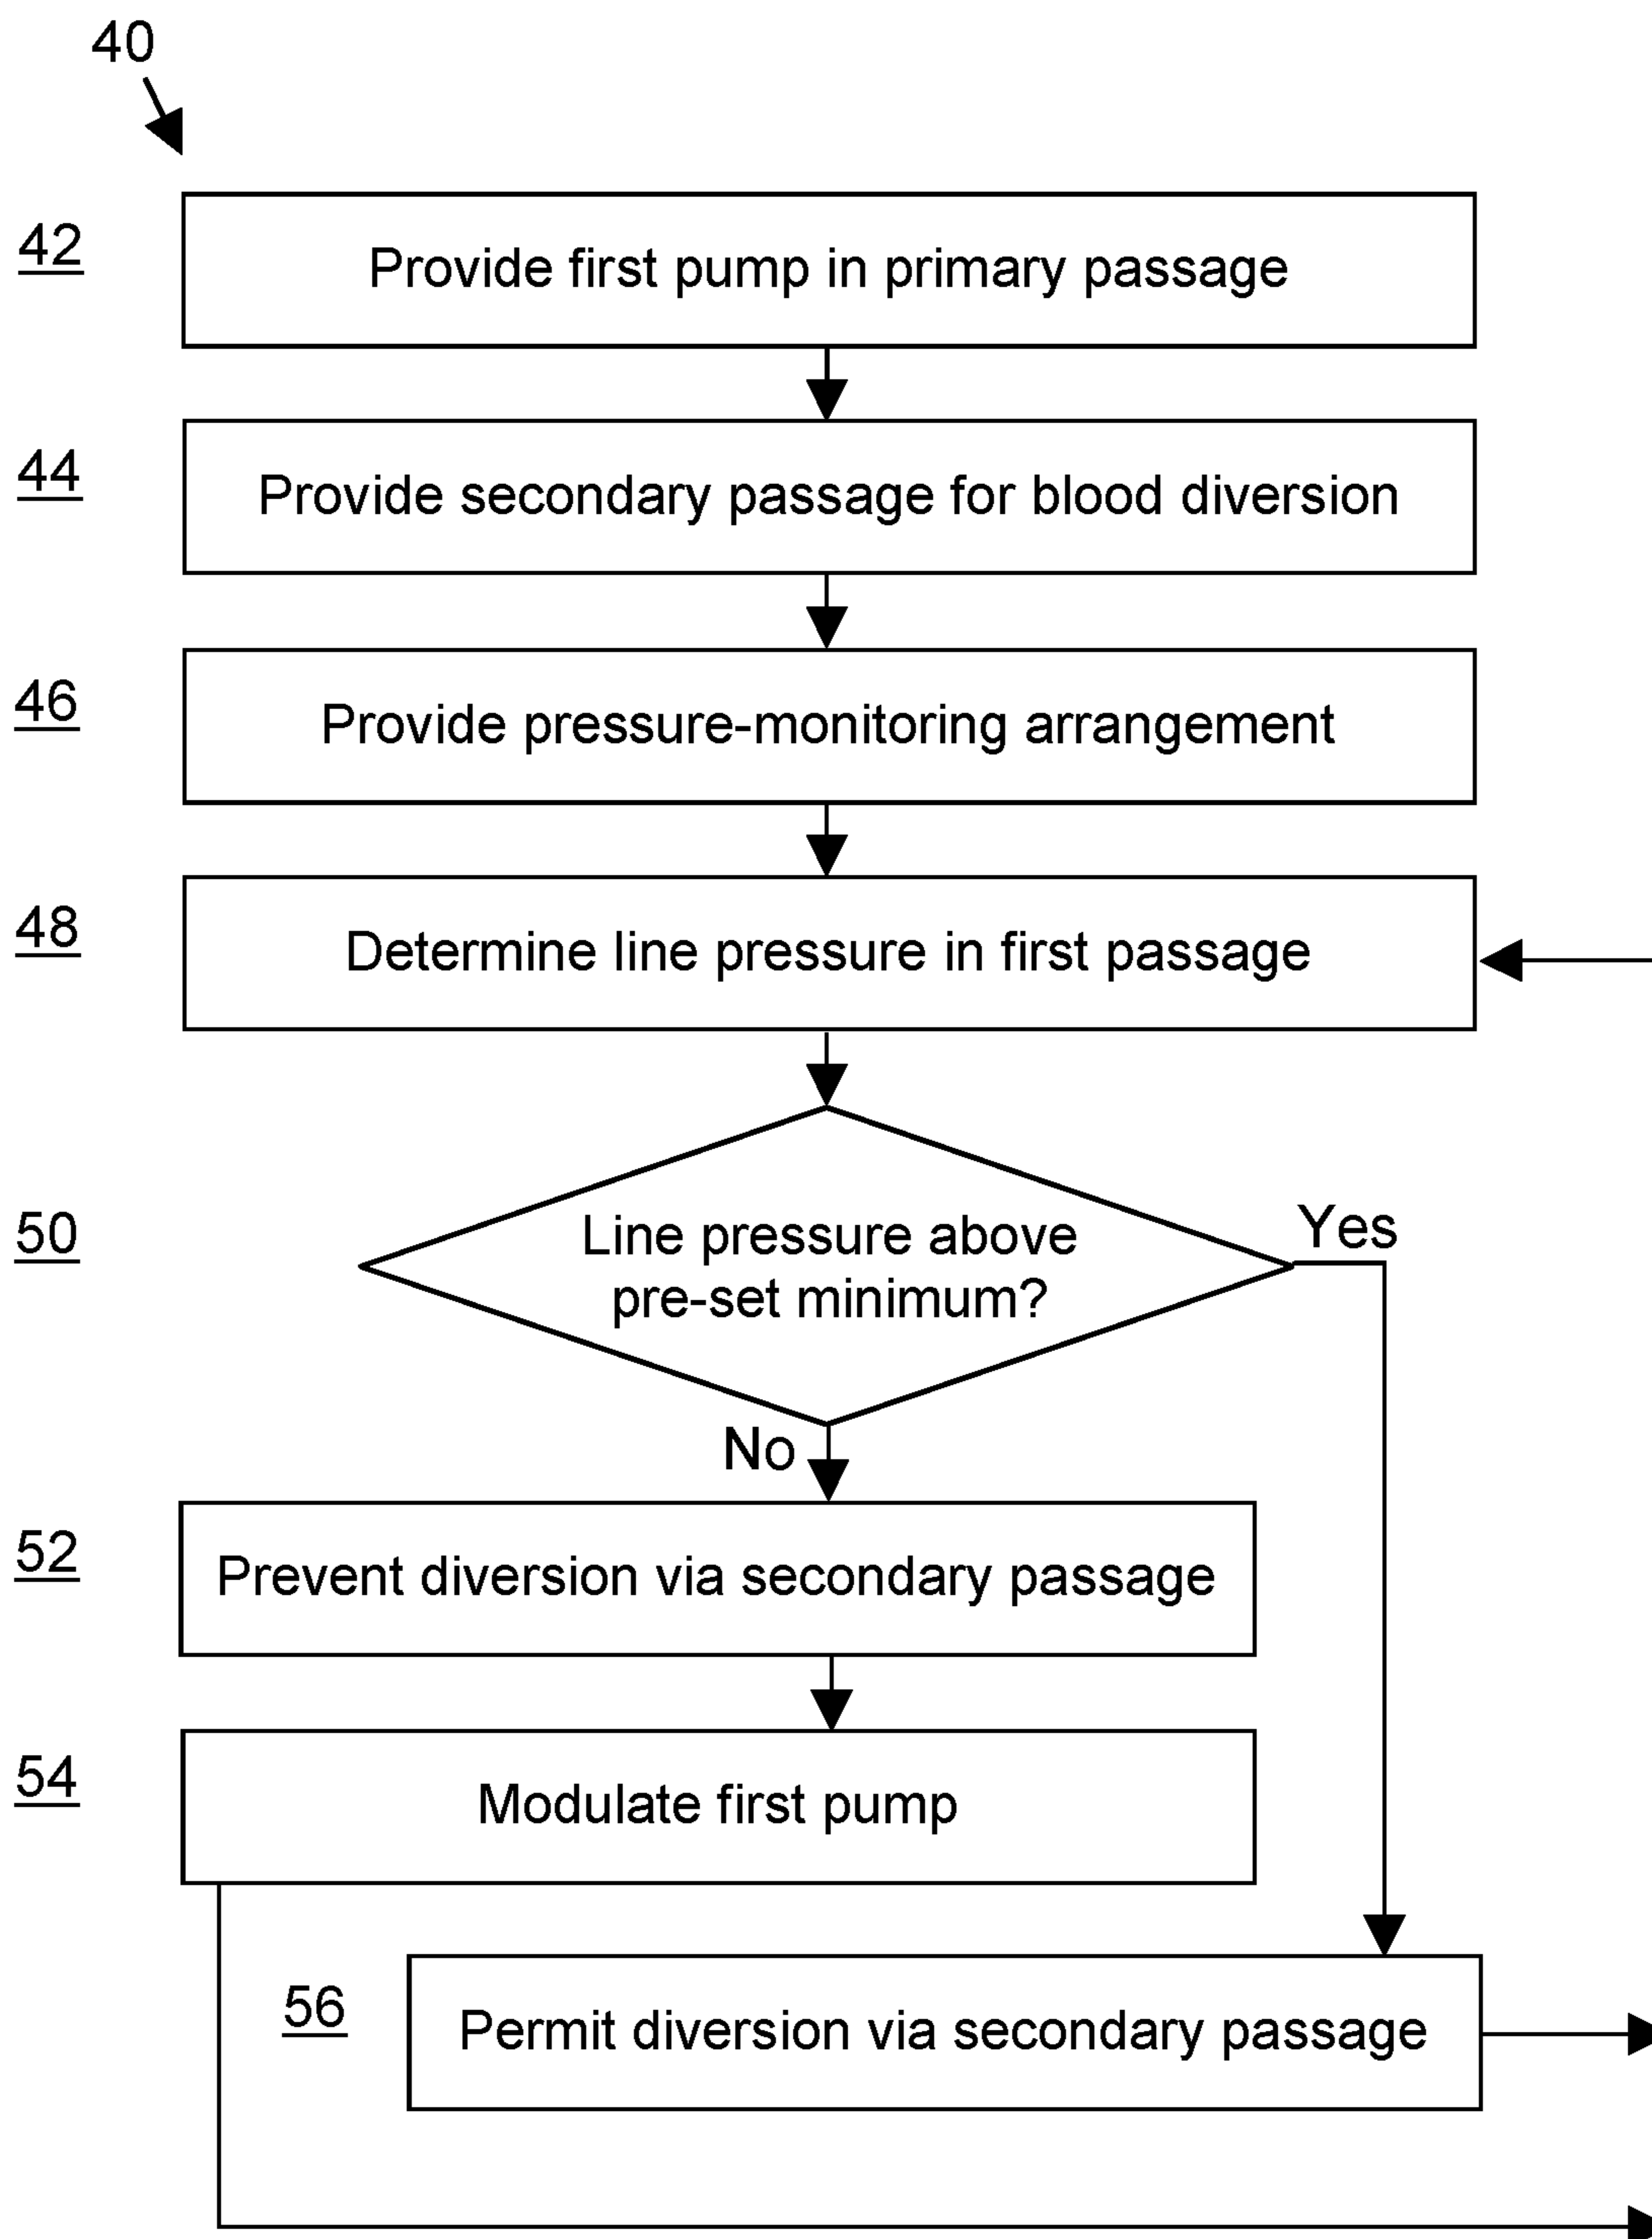 40
42
Provide first pump in primary passage
44
Provide secondary passage for blood diversion
46
Provide pressure-monitoring arrangement
48
Determine line pressure in first passage
50
Line pressure above
pre-set minimum?
Yes
No
52
Prevent diversion via secondary passage
54
Modulate first pump
56
Permit diversion via secondary passage